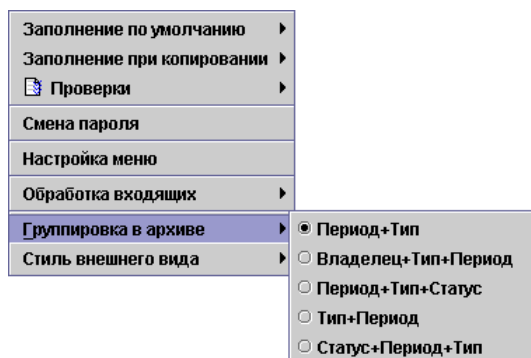 Заполнение по умолчанию
Заполнение при копировании
Проверки
Смена пароля
Настройка меню
Обработка входящих
Группировка в архиве
Стиль внешнего вида
Период+Тип
Владелец+Тип+Период
Период+Тип+Статус
Тип+Период
Статус+Период+Тип